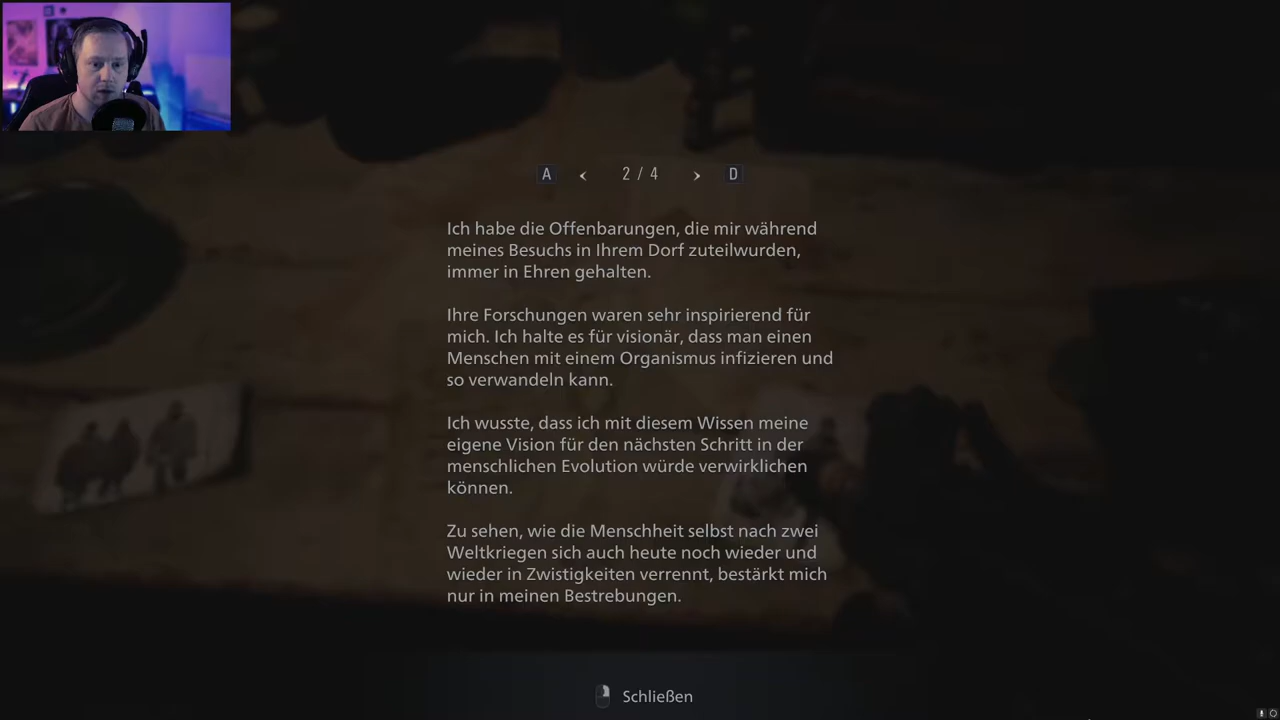 A < 2 / 4 > D
Ich habe die Offenbarungen, die mir während
meines Besuchs in Ihrem Dorf zuteilwurden,
immer in Ehren gehalten.
Ihre Forschungen waren sehr inspirierend für
mich. Ich halte es für visionär, dass man einen
Menschen mit einem Organismus infizieren und
so verwandeln kann.
Ich wusste, dass ich mit diesem Wissen meine
eigene Vision für den nächsten Schritt in der
menschlichen Evolution würde verwirklichen
können.
Zu sehen, wie die Menschheit selbst nach zwei
Weltkriegen sich auch heute noch wieder und
wieder in Zwistigkeiten verrennt, bestärkt mich
nur in meinen Bestrebungen.
Schließen